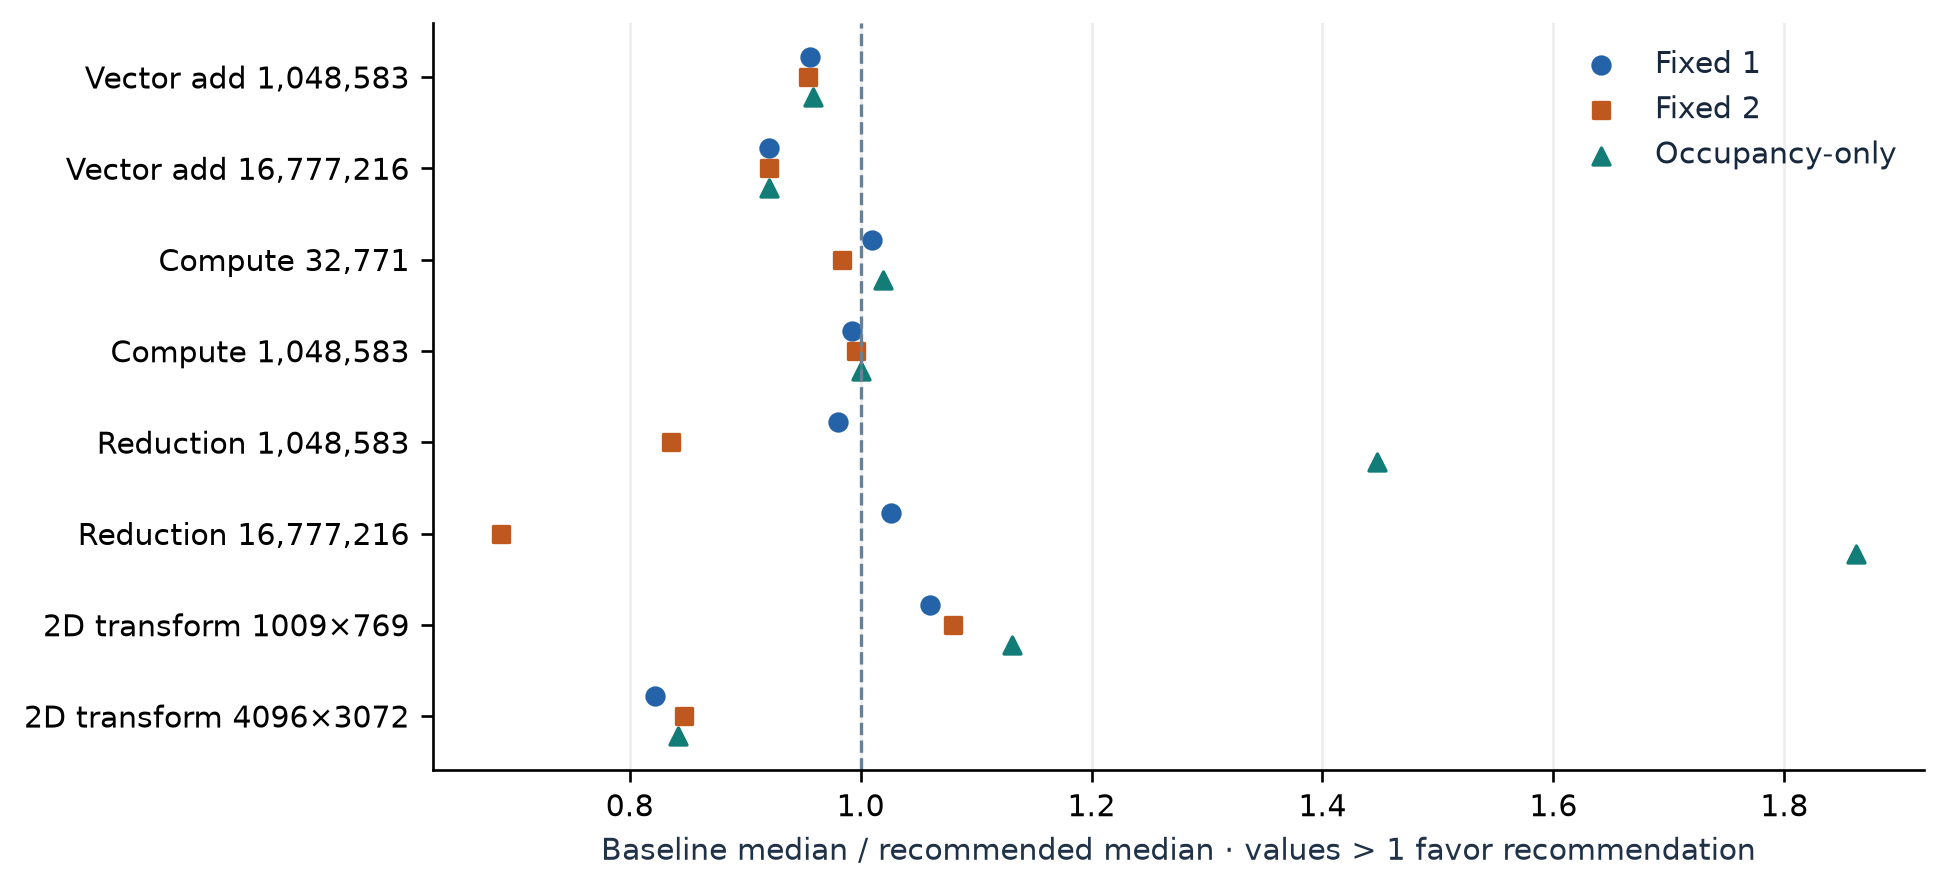 Vector add 1,048,583
Vector add 16,777,216
Compute 32,771
Compute 1,048,583
Reduction 1,048,583
Reduction 16,777,216
2D transform 1009×769
2D transform 4096×3072
Fixed 1
Fixed 2
Occupancy-only
0.8 1.0 1.2 1.4 1.6 1.8
Baseline median / recommended median · values > 1 favor recommendation